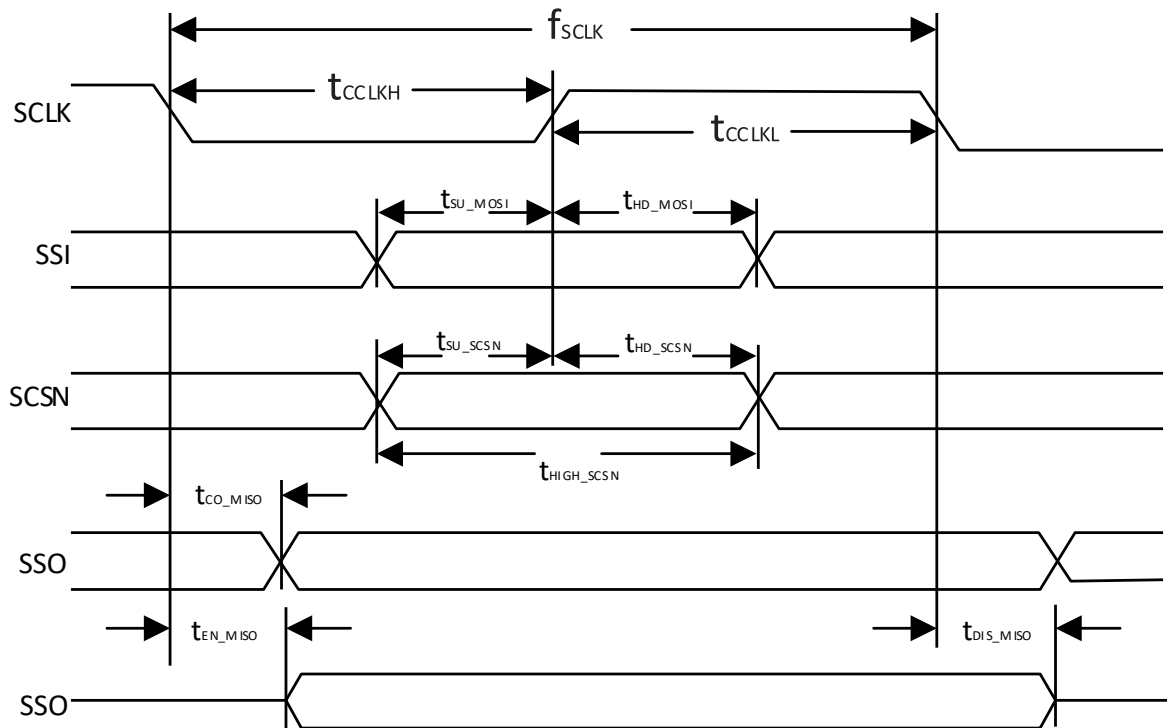 fSCLK
SCLK
tCCLKH
tCCLKL
tSU_MOSI
tHD_MOSI
SSI
tSU_SCSN
tHD_SCSN
SCSN
tHIGH_SCSN
tCO_MISO
SSO
tEN_MISO
tDIS_MISO
SSO